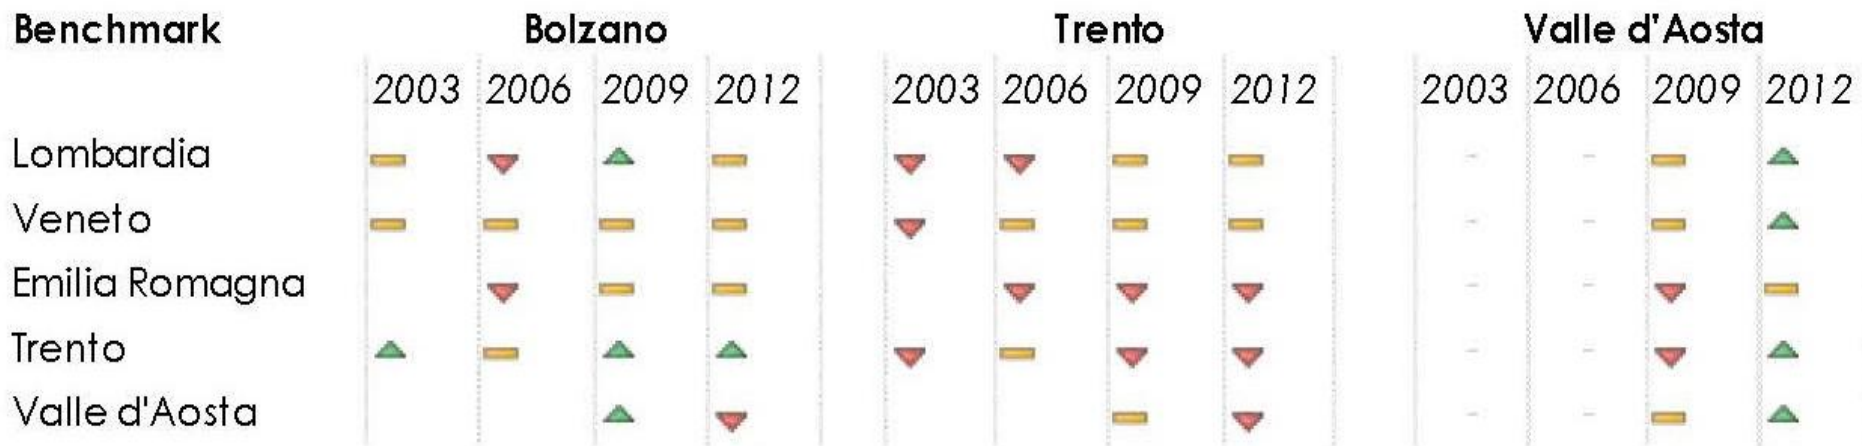 Benchmark Bolzano Trento Valle d'Aosta
2003 2006 2009 2012 2003 2006 2009 2012 2003 2006 2009 2012
Lombardia - -
Veneto - -
Emilia Romagna - -
Trento - -
Valle d'Aosta - -